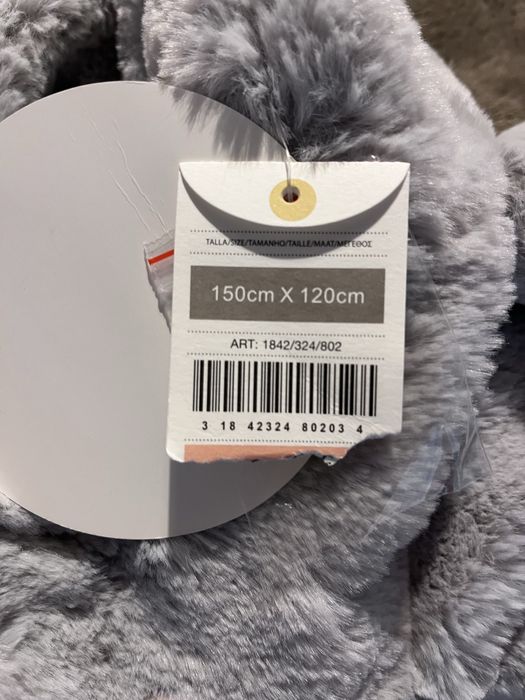 TALLA/SIZE/TAMANHO/TAILLE/MAAT/ΜΕΓΕΘΟΣ
150cm X 120cm
ART: 1842/324/802
3 18 42324 80203 4